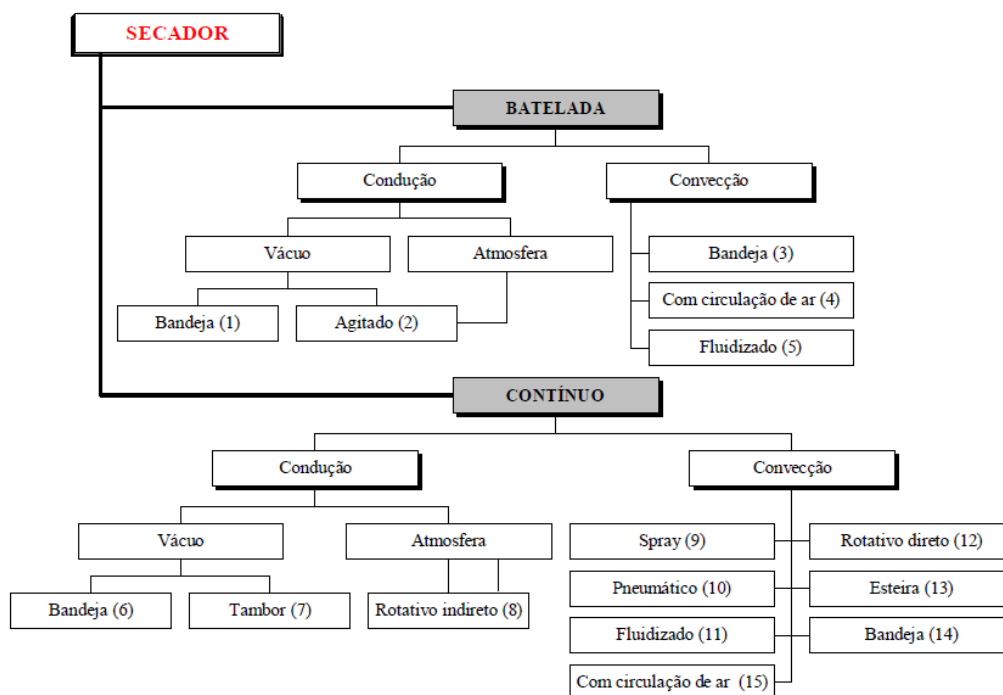 SECADOR
BATELADA
Condução
Convecção
Vácuo
Atmosfera
Bandeja (3)
Bandeja (1)
Agitado (2)
Com circulação de ar (4)
Fluidizado (5)
CONTÍNUO
Condução
Convecção
Vácuo
Atmosfera
Spray (9)
Rotativo direto (12)
Bandeja (6)
Tambor (7)
Rotativo indireto (8)
Pneumático (10)
Esteira (13)
Fluidizado (11)
Bandeja (14)
Com circulação de ar (15)